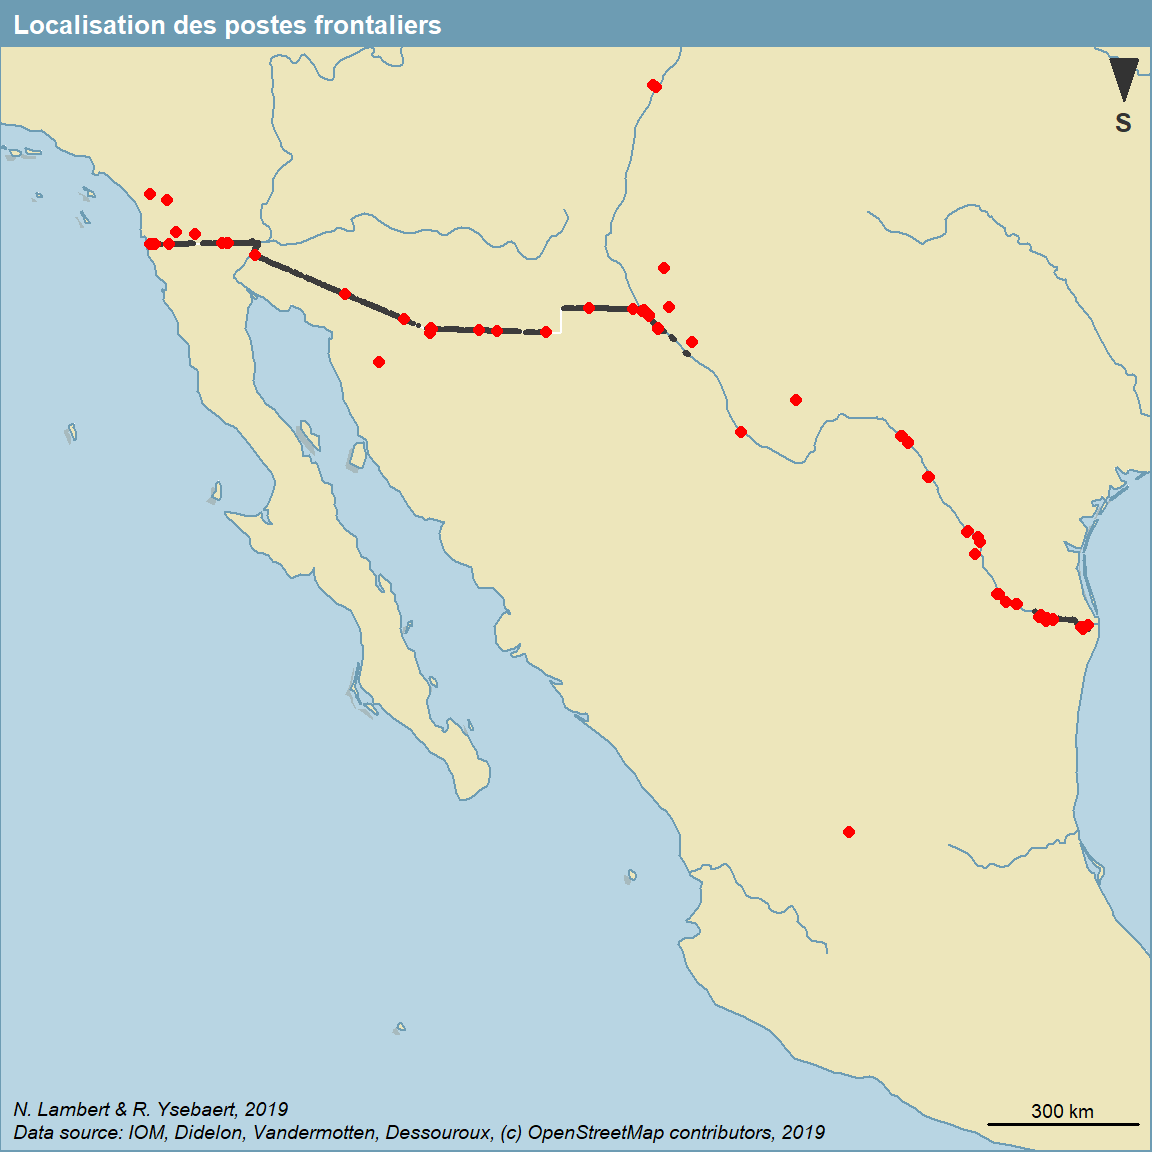 Localisation des postes frontaliers
S
300 km
N. Lambert & R. Ysebaert, 2019
Data source: IOM, Didelon, Vandermotten, Dessouroux, (c) OpenStreetMap contributors, 2019